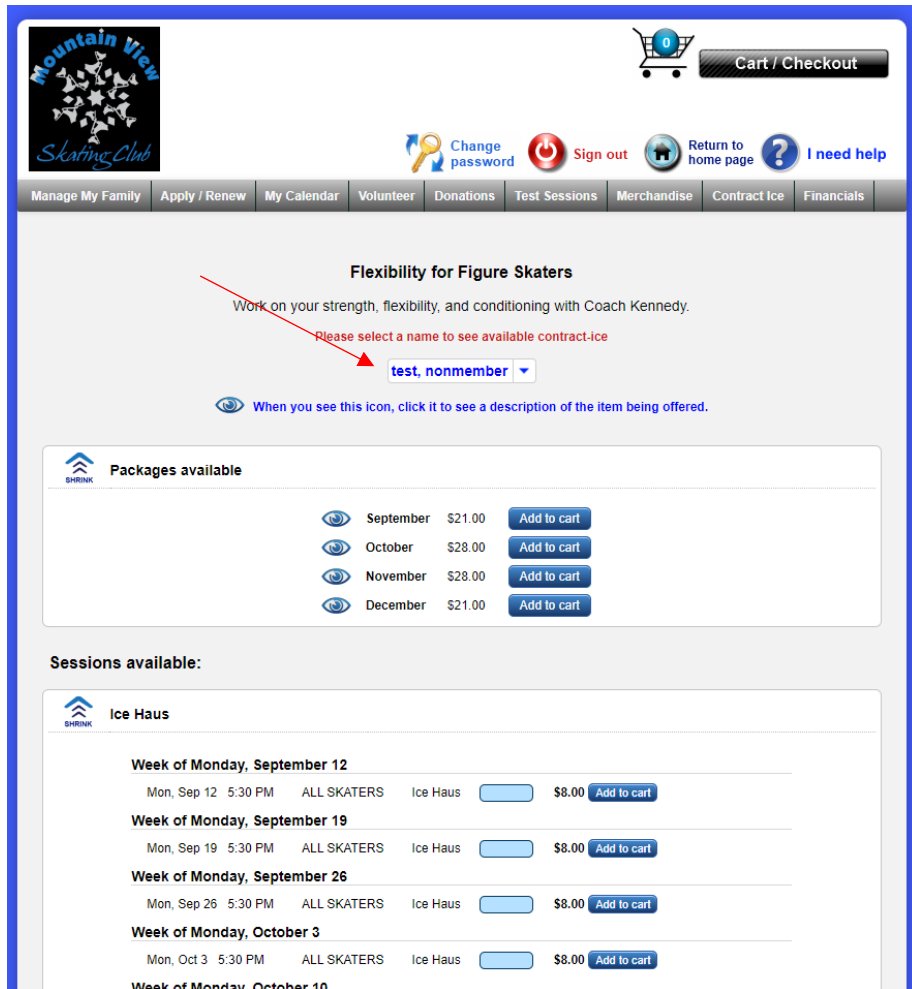 Mountain View
Skating Club
0
Cart / Checkout
Change password
Sign out
Return to home page
I need help
Manage My Family Apply / Renew My Calendar Volunteer Donations Test Sessions Merchandise Contract Ice Financials
Flexibility for Figure Skaters
Work on your strength, flexibility, and conditioning with Coach Kennedy.
Please select a name to see available contract-ice
test, nonmember
When you see this icon, click it to see a description of the item being offered.
SHRINK Packages available
September $21.00 Add to cart
October $28.00 Add to cart
November $28.00 Add to cart
December $21.00 Add to cart
Sessions available:
SHRINK Ice Haus
Week of Monday, September 12
Mon, Sep 12 5:30 PM ALL SKATERS Ice Haus $8.00 Add to cart
Week of Monday, September 19
Mon, Sep 19 5:30 PM ALL SKATERS Ice Haus $8.00 Add to cart
Week of Monday, September 26
Mon, Sep 26 5:30 PM ALL SKATERS Ice Haus $8.00 Add to cart
Week of Monday, October 3
Mon, Oct 3 5:30 PM ALL SKATERS Ice Haus $8.00 Add to cart
Week of Monday, October 10